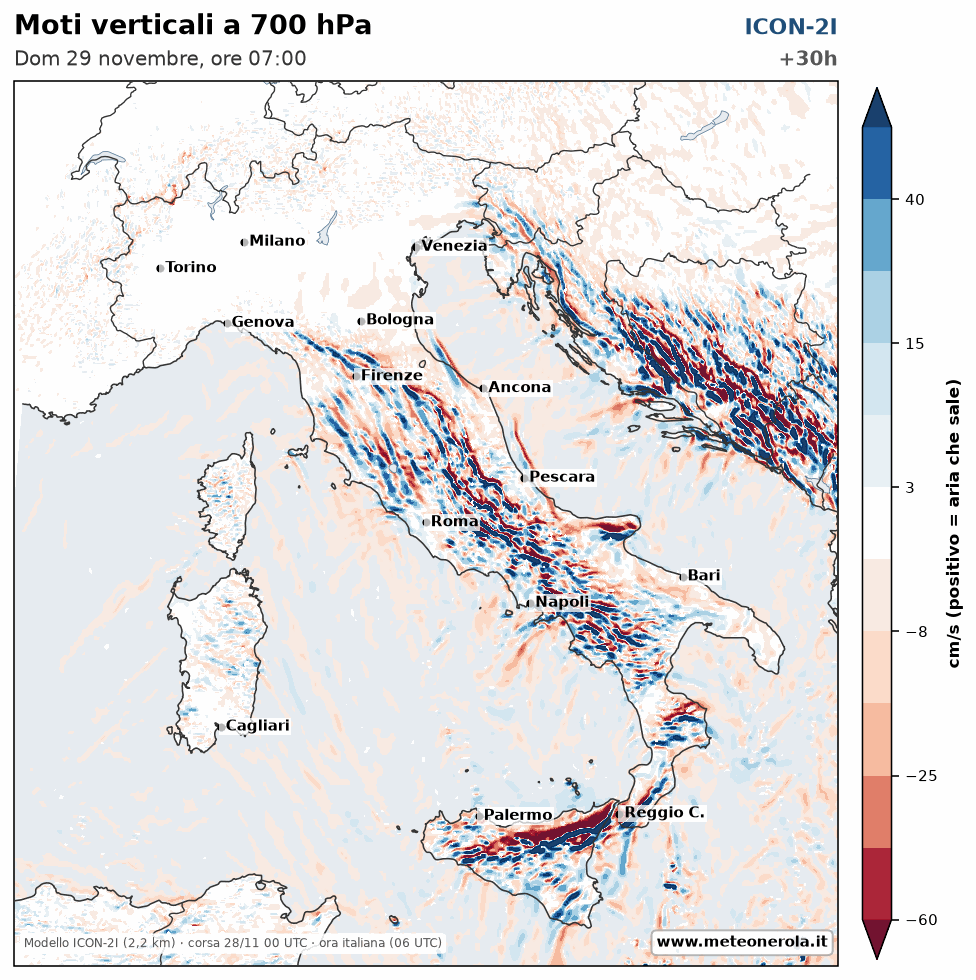 Moti verticali a 700 hPa
ICON-2I
Dom 29 novembre, ore 07:00
+30h
Milano
Venezia
Torino
Genova
Bologna
Firenze
Ancona
Pescara
Roma
Bari
Napoli
Cagliari
Palermo
Reggio C.
40
15
3
−8
−25
−60
cm/s (positivo = aria che sale)
Modello ICON-2I (2,2 km) · corsa 28/11 00 UTC · ora italiana (06 UTC)
www.meteonerola.it